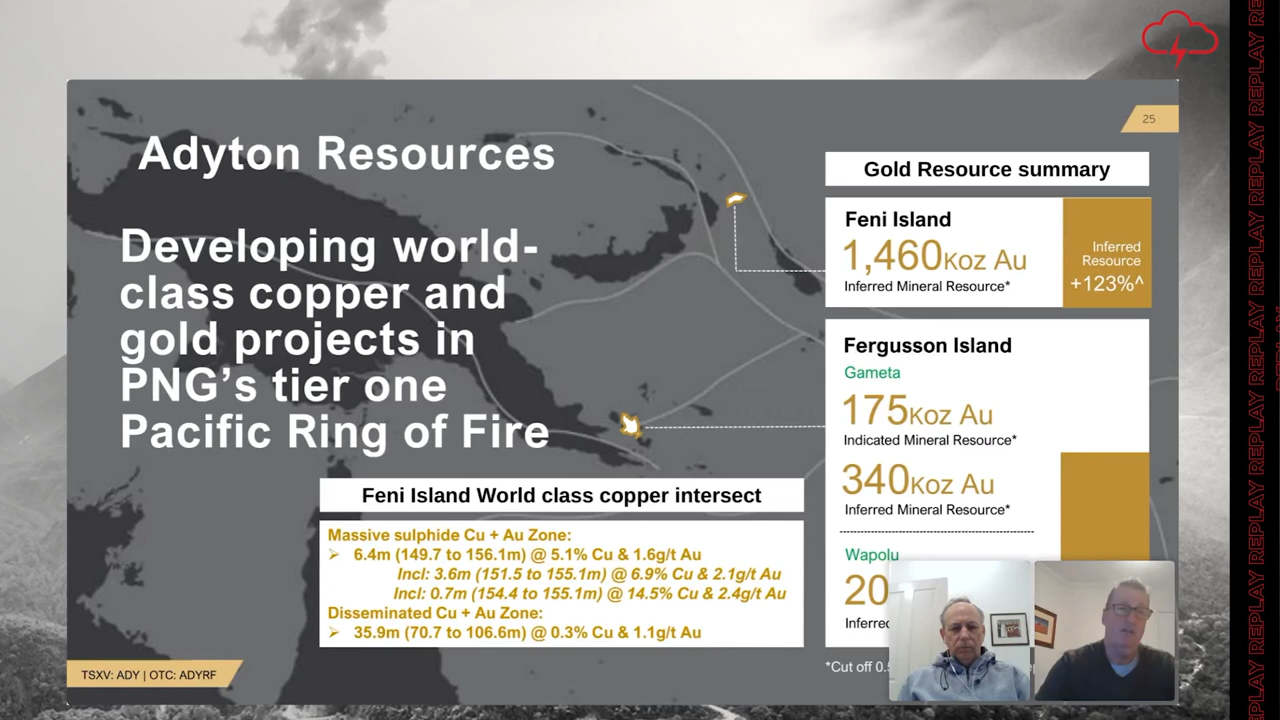 25
Adyton Resources
Developing world-
class copper and
gold projects in
PNG's tier one
Pacific Ring of Fire
Gold Resource summary
Feni Island
1,460Koz Au
Inferred Mineral Resource*
Inferred
Resource
+123%^
Fergusson Island
Gameta
175Koz Au
Indicated Mineral Resource*
340Koz Au
Inferred Mineral Resource*
Wapolu
20
Inferred
*Cut off 0.5
Feni Island World class copper intersect
Massive sulphide Cu + Au Zone:
➢ 6.4m (149.7 to 156.1m) @ 5.1% Cu & 1.6g/t Au
Incl: 3.6m (151.5 to 155.1m) @ 6.9% Cu & 2.1g/t Au
Incl: 0.7m (154.4 to 155.1m) @ 14.5% Cu & 2.4g/t Au
Disseminated Cu + Au Zone:
➢ 35.9m (70.7 to 106.6m) @ 0.3% Cu & 1.1g/t Au
TSXV: ADY | OTC: ADYRF
REPLAY REPLAY REPLAY REPLAY REPLAY REPLAY REPLAY REPLAY